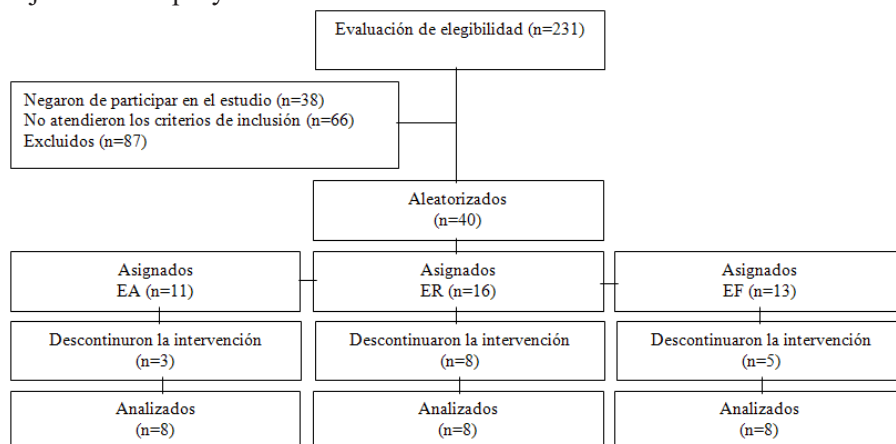 Evaluación de elegibilidad (n=231)
Negaron de participar en el estudio (n=38)
No atendieron los criterios de inclusión (n=66)
Excluidos (n=87)
Aleatorizados
(n=40)
Asignados
EA (n=11)
Asignados
ER (n=16)
Asignados
EF (n=13)
Descontinuron la intervención
(n=3)
Descontinuaron la intervención
(n=8)
Descontinuaron la intervención
(n=5)
Analizados
(n=8)
Analizados
(n=8)
Analizados
(n=8)